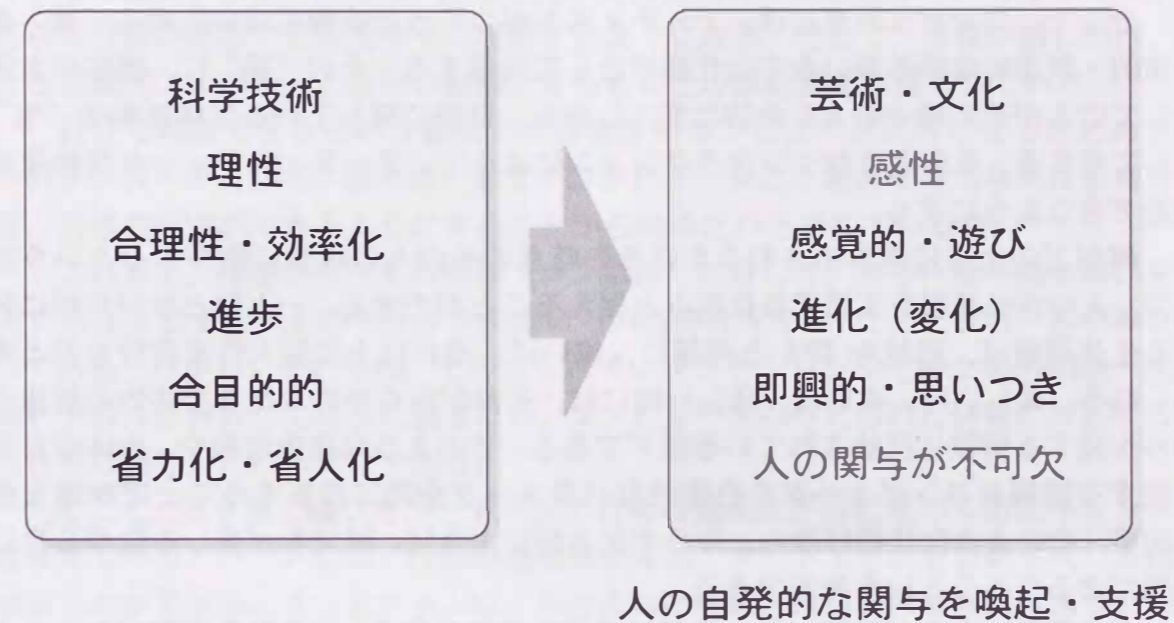 科学技術
理性
合理性・効率化
進歩
合目的的
省力化・省人化
芸術・文化
感性
感覚的・遊び
進化（変化）
即興的・思いつき
人の関与が不可欠
人の自発的な関与を喚起・支援